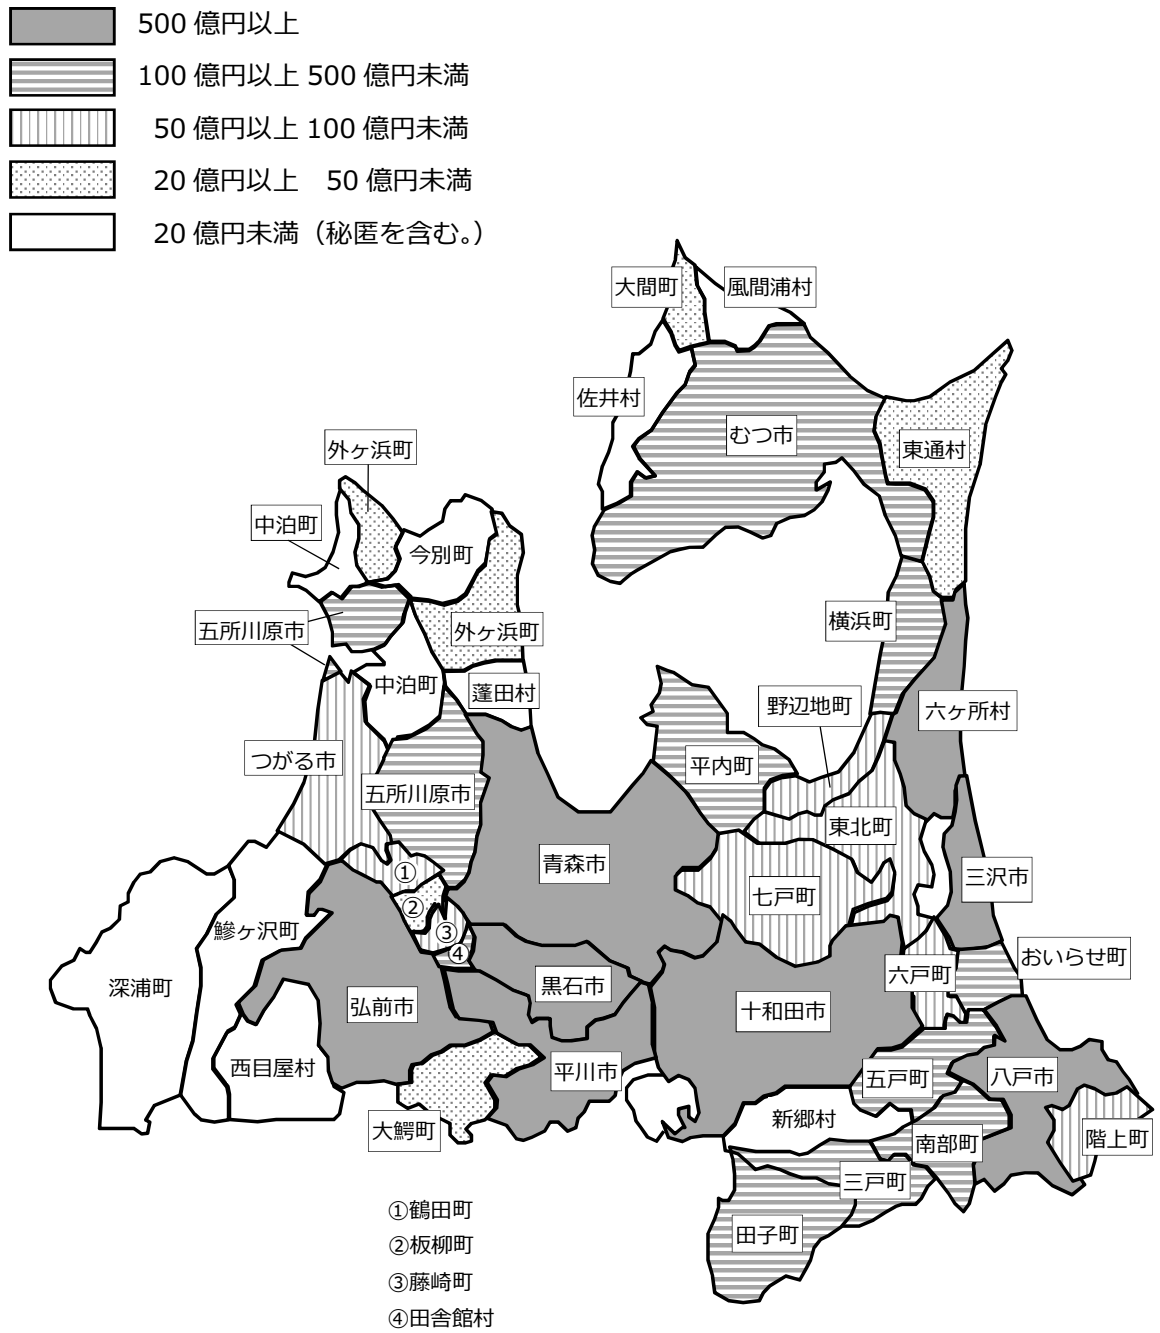 500 億円以上
100 億円以上 500 億円未満
50 億円以上 100 億円未満
20 億円以上　50 億円未満
20 億円未満（秘匿を含む。）
大間町
風間浦村
佐井村
むつ市
東通村
外ヶ浜町
中泊町
今別町
五所川原市
外ヶ浜町
横浜町
中泊町
蓬田村
野辺地町
六ヶ所村
つがる市
平内町
五所川原市
東北町
青森市
①
三沢市
七戸町
②
鰺ヶ沢町
③
④
おいらせ町
六戸町
深浦町
黒石市
弘前市
十和田市
西目屋村
平川市
五戸町
八戸市
新郷村
大鰐町
南部町
階上町
三戸町
田子町
①鶴田町
②板柳町
③藤崎町
④田舎館村